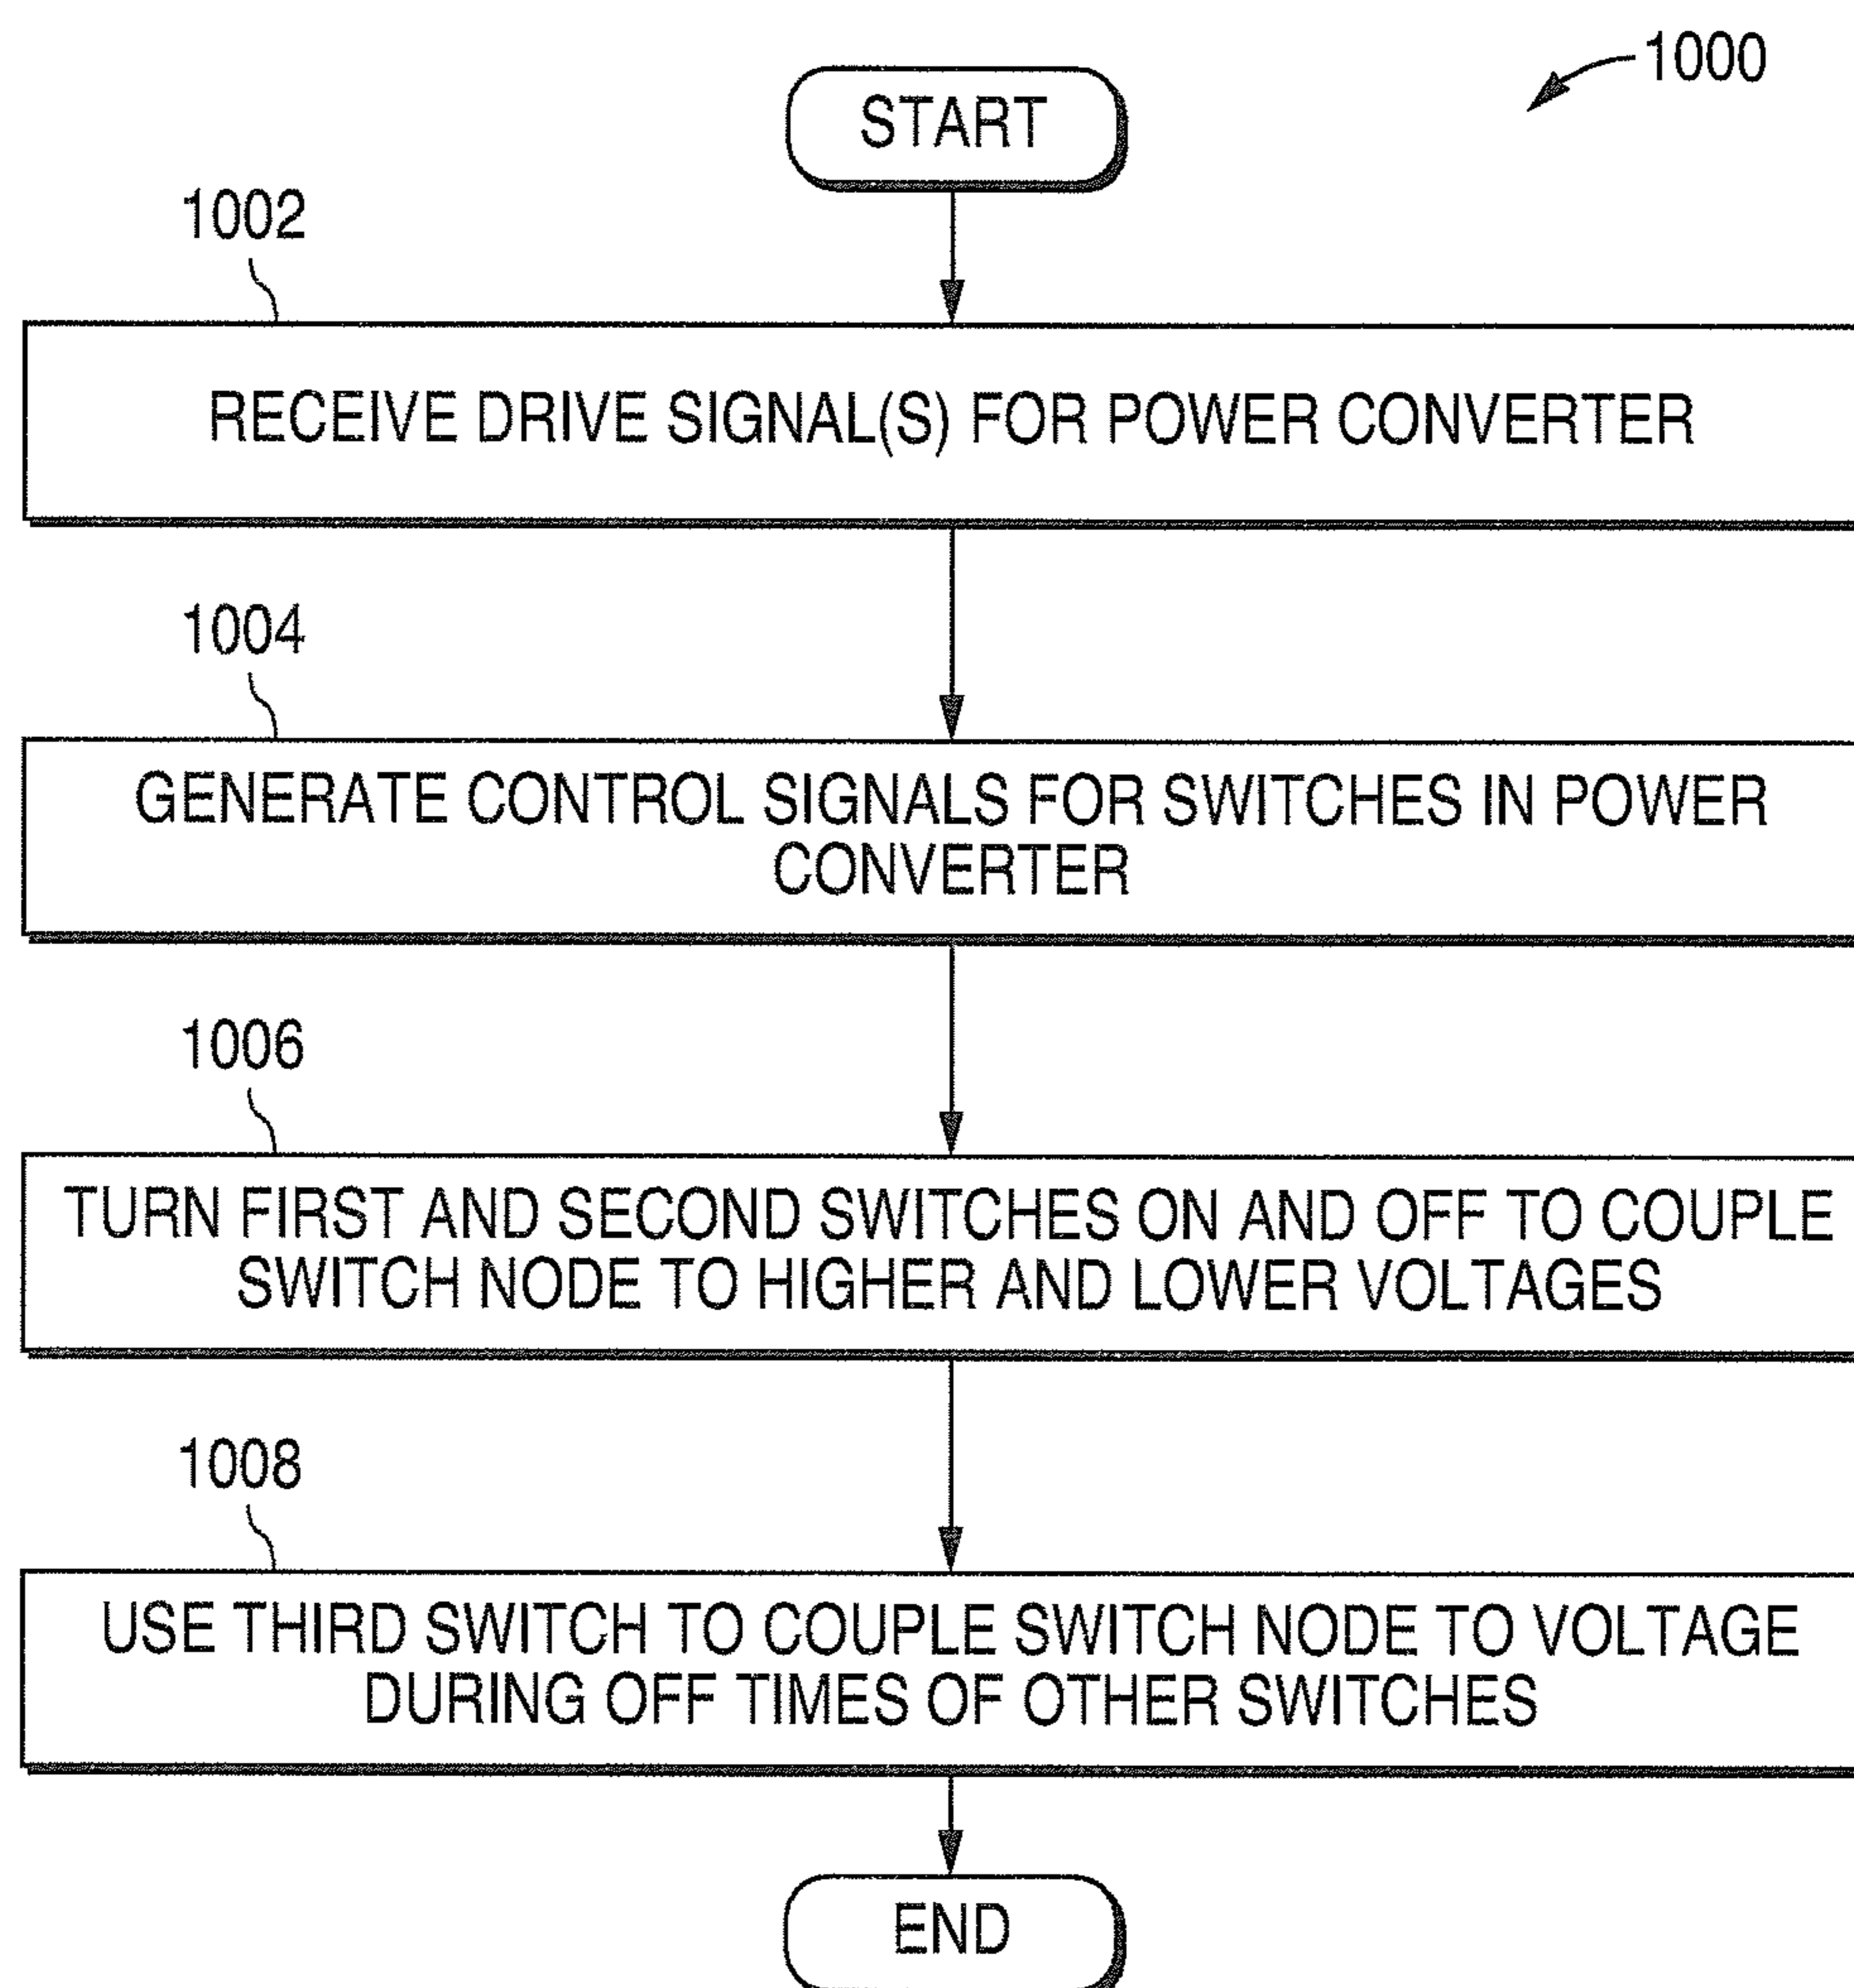 1000
START
1002
RECEIVE DRIVE SIGNAL(S) FOR POWER CONVERTER
1004
GENERATE CONTROL SIGNALS FOR SWITCHES IN POWER
CONVERTER
1006
TURN FIRST AND SECOND SWITCHES ON AND OFF TO COUPLE
SWITCH NODE TO HIGHER AND LOWER VOLTAGES
1008
USE THIRD SWITCH TO COUPLE SWITCH NODE TO VOLTAGE
DURING OFF TIMES OF OTHER SWITCHES
END